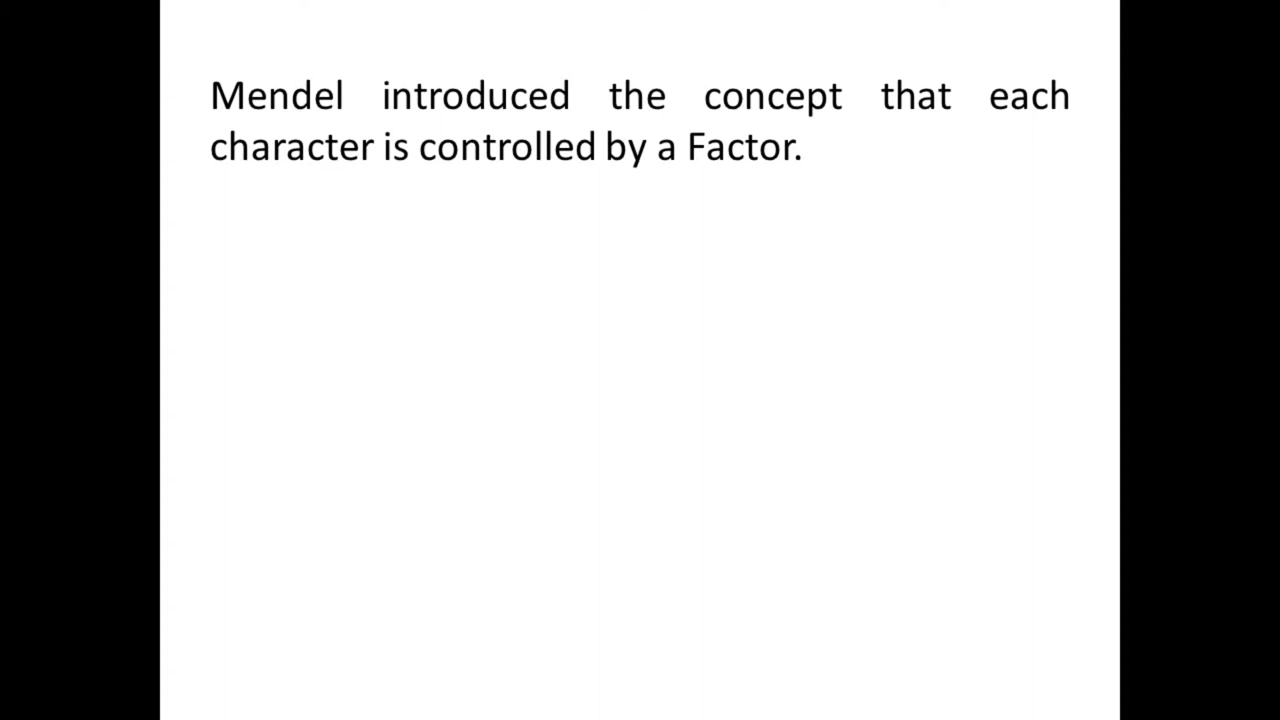 Mendel introduced the concept that each
character is controlled by a Factor.